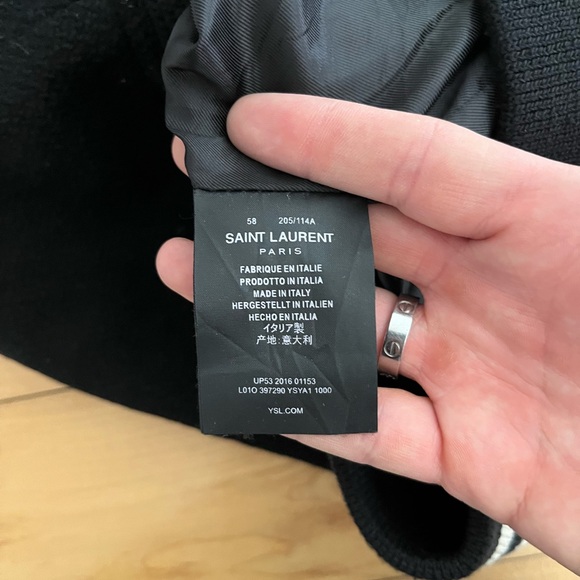 58 205/114A
SAINT LAURENT
PARIS
FABRIQUE EN ITALIE
PRODOTTO IN ITALIA
MADE IN ITALY
HERGESTELLT IN ITALIEN
HECHO EN ITALIA
イタリア製
产地:意大利
UP53 2016 01153
L01O 397290 YSYA1 1000
YSL.COM